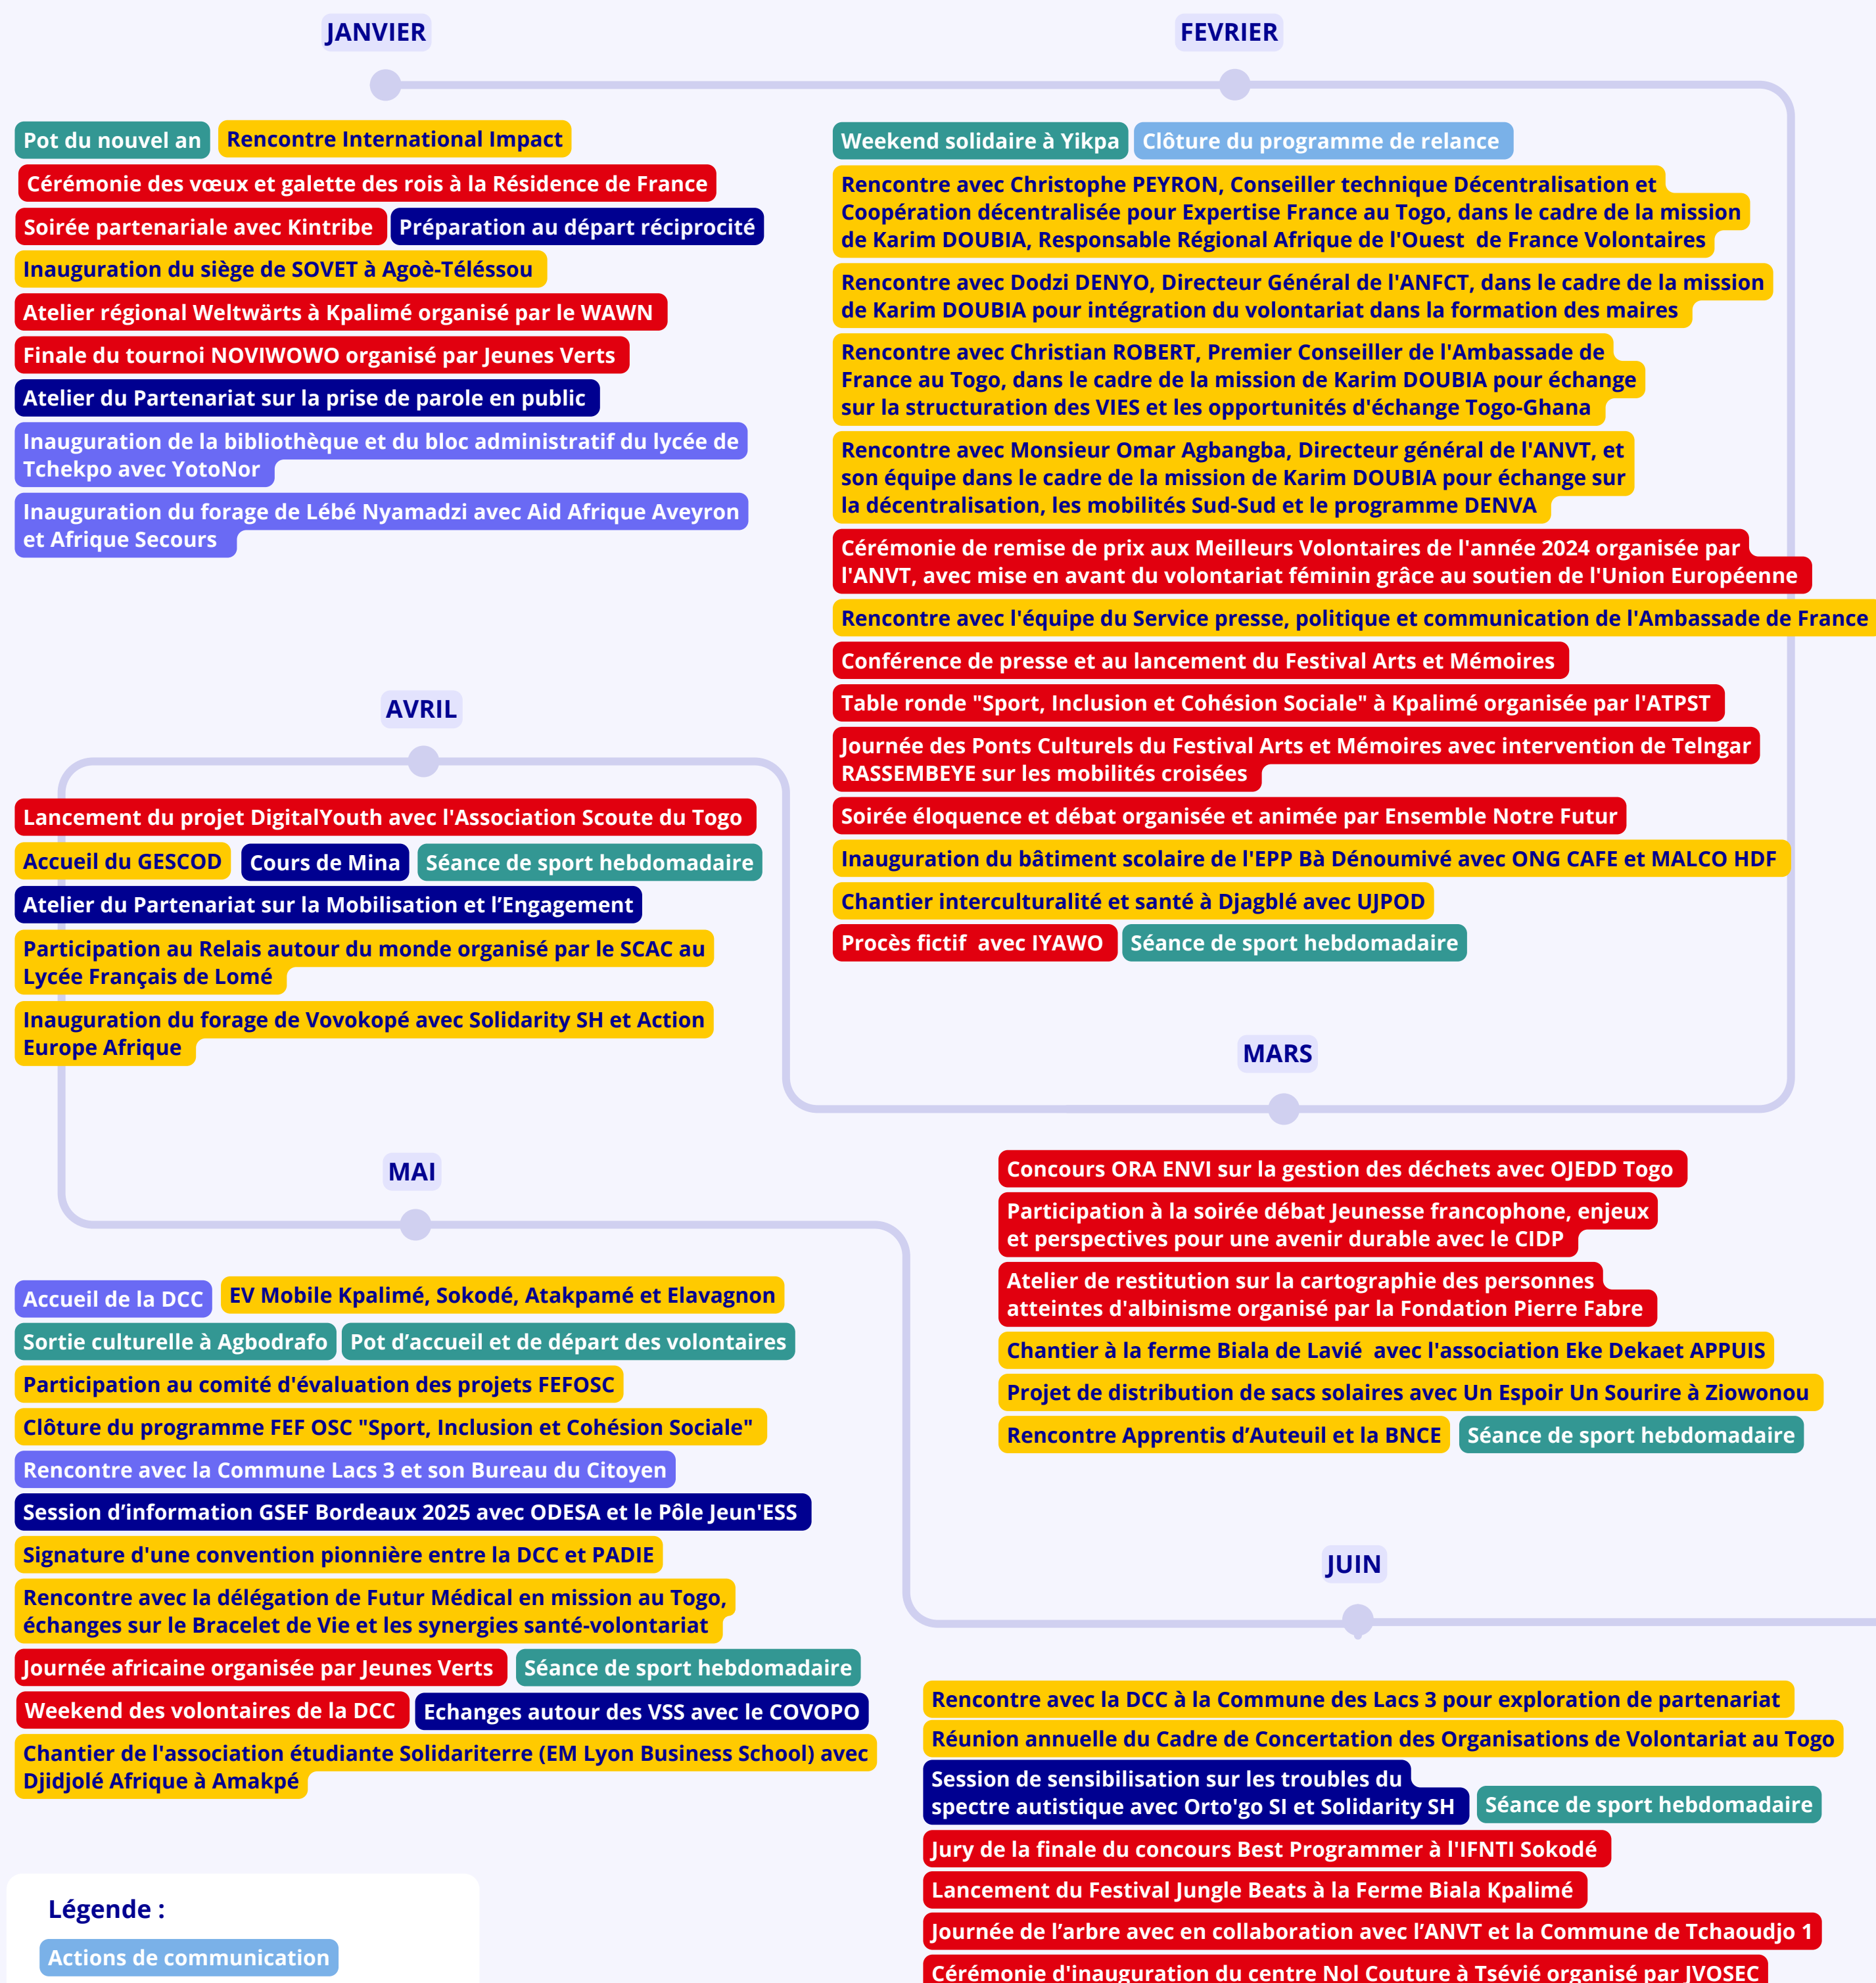 JANVIER
Pot du nouvel an
Rencontre International Impact
Cérémonie des vœux et galette des rois à la Résidence de France
Soirée partenariale avec Kintribe
Préparation au départ réciprocité
Inauguration du siège de SOVET à Agoè-Téléssou
Atelier régional Weltwärts à Kpalimé organisé par le WAWN
Finale du tournoi NOVIWOWO organisé par Jeunes Verts
Atelier du Partenariat sur la prise de parole en public
Inauguration de la bibliothèque et du bloc administratif du lycée de
Tchekpo avec YotoNor
Inauguration du forage de Lébé Nyamadzi avec Aid Afrique Aveyron
et Afrique Secours
FEVRIER
Weekend solidaire à Yikpa
Clôture du programme de relance
Rencontre avec Christophe PEYRON, Conseiller technique Décentralisation et
Coopération décentralisée pour Expertise France au Togo, dans le cadre de la mission
de Karim DOUBIA, Responsable Régional Afrique de l'Ouest  de France Volontaires
Rencontre avec Dodzi DENYO, Directeur Général de l'ANFCT, dans le cadre de la mission
de Karim DOUBIA pour intégration du volontariat dans la formation des maires
Rencontre avec Christian ROBERT, Premier Conseiller de l'Ambassade de
France au Togo, dans le cadre de la mission de Karim DOUBIA pour échange
sur la structuration des VIES et les opportunités d'échange Togo-Ghana
Rencontre avec Monsieur Omar Agbangba, Directeur général de l'ANVT, et
son équipe dans le cadre de la mission de Karim DOUBIA pour échange sur
la décentralisation, les mobilités Sud-Sud et le programme DENVA
Cérémonie de remise de prix aux Meilleurs Volontaires de l'année 2024 organisée par
l'ANVT, avec mise en avant du volontariat féminin grâce au soutien de l'Union Européenne
Rencontre avec l'équipe du Service presse, politique et communication de l'Ambassade de France
Conférence de presse et au lancement du Festival Arts et Mémoires
Table ronde "Sport, Inclusion et Cohésion Sociale" à Kpalimé organisée par l'ATPST
Journée des Ponts Culturels du Festival Arts et Mémoires avec intervention de Telngar
RASSEMBEYE sur les mobilités croisées
Soirée éloquence et débat organisée et animée par Ensemble Notre Futur
Inauguration du bâtiment scolaire de l'EPP Bà Dénoumivé avec ONG CAFE et MALCO HDF
Chantier interculturalité et santé à Djagblé avec UJPOD
Procès fictif  avec IYAWO
Séance de sport hebdomadaire
MARS
Concours ORA ENVI sur la gestion des déchets avec OJEDD Togo
Participation à la soirée débat Jeunesse francophone, enjeux
et perspectives pour une avenir durable avec le CIDP
Atelier de restitution sur la cartographie des personnes
atteintes d'albinisme organisé par la Fondation Pierre Fabre
Chantier à la ferme Biala de Lavié  avec l'association Eke Dekaet APPUIS
Projet de distribution de sacs solaires avec Un Espoir Un Sourire à Ziowonou
Rencontre Apprentis d’Auteuil et la BNCE
Séance de sport hebdomadaire
AVRIL
Lancement du projet DigitalYouth avec l'Association Scoute du Togo
Accueil du GESCOD
Cours de Mina
Séance de sport hebdomadaire
Atelier du Partenariat sur la Mobilisation et l’Engagement
Participation au Relais autour du monde organisé par le SCAC au
Lycée Français de Lomé
Inauguration du forage de Vovokopé avec Solidarity SH et Action
Europe Afrique
MAI
Accueil de la DCC
EV Mobile Kpalimé, Sokodé, Atakpamé et Elavagnon
Sortie culturelle à Agbodrafo
Pot d’accueil et de départ des volontaires
Participation au comité d'évaluation des projets FEFOSC
Clôture du programme FEF OSC "Sport, Inclusion et Cohésion Sociale"
Rencontre avec la Commune Lacs 3 et son Bureau du Citoyen
Session d’information GSEF Bordeaux 2025 avec ODESA et le Pôle Jeun'ESS
Signature d'une convention pionnière entre la DCC et PADIE
Rencontre avec la délégation de Futur Médical en mission au Togo,
échanges sur le Bracelet de Vie et les synergies santé-volontariat
Journée africaine organisée par Jeunes Verts
Séance de sport hebdomadaire
Weekend des volontaires de la DCC
Echanges autour des VSS avec le COVOPO
Chantier de l'association étudiante Solidariterre (EM Lyon Business School) avec
Djidjolé Afrique à Amakpé
JUIN
Rencontre avec la DCC à la Commune des Lacs 3 pour exploration de partenariat
Réunion annuelle du Cadre de Concertation des Organisations de Volontariat au Togo
Session de sensibilisation sur les troubles du
spectre autistique avec Orto'go SI et Solidarity SH
Séance de sport hebdomadaire
Jury de la finale du concours Best Programmer à l'IFNTI Sokodé
Lancement du Festival Jungle Beats à la Ferme Biala Kpalimé
Journée de l’arbre avec en collaboration avec l’ANVT et la Commune de Tchaoudjo 1
Cérémonie d'inauguration du centre Nol Couture à Tsévié organisé par JVOSEC
Légende :
Actions de communication